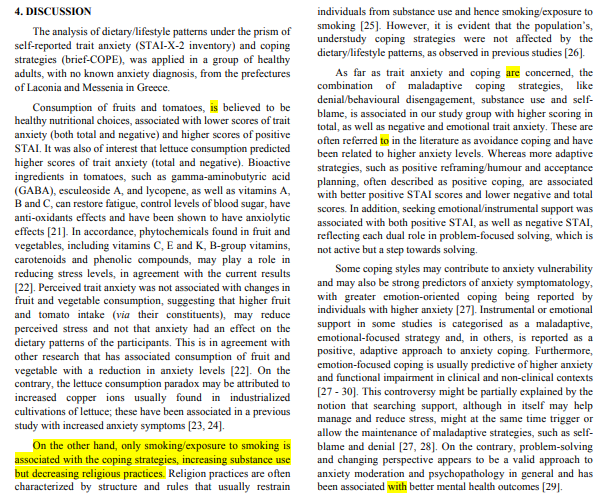 4. DISCUSSION
The analysis of dietary/lifestyle patterns under the prism of
self-reported trait anxiety (STAI-X-2 inventory) and coping
strategies (brief-COPE), was applied in a group of healthy
adults, with no known anxiety diagnosis, from the prefectures
of Laconia and Messenia in Greece.
Consumption of fruits and tomatoes, is believed to be
healthy nutritional choices, associated with lower scores of trait
anxiety (both total and negative) and higher scores of positive
STAI. It was also of interest that lettuce consumption predicted
higher scores of trait anxiety (total and negative). Bioactive
ingredients in tomatoes, such as gamma-aminobutyric acid
(GABA), esculeoside A, and lycopene, as well as vitamins A,
B and C, can restore fatigue, control levels of blood sugar, have
anti-oxidants effects and have been shown to have anxiolytic
effects [21]. In accordance, phytochemicals found in fruit and
vegetables, including vitamins C, E and K, B-group vitamins,
carotenoids and phenolic compounds, may play a role in
reducing stress levels, in agreement with the current results
[22]. Perceived trait anxiety was not associated with changes in
fruit and vegetable consumption, suggesting that higher fruit
and tomato intake (via their constituents), may reduce
perceived stress and not that anxiety had an effect on the
dietary patterns of the participants. This is in agreement with
other research that has associated consumption of fruit and
vegetable with a reduction in anxiety levels [22]. On the
contrary, the lettuce consumption paradox may be attributed to
increased copper ions usually found in industrialized
cultivations of lettuce; these have been associated in a previous
study with increased anxiety symptoms [23, 24].
On the other hand, only smoking/exposure to smoking is
associated with the coping strategies, increasing substance use
but decreasing religious practices. Religion practices are often
characterized by structure and rules that usually restrain
individuals from substance use and hence smoking/exposure to
smoking [25]. However, it is evident that the population's,
understudy coping strategies were not affected by the
dietary/lifestyle patterns, as observed in previous studies [26].
As far as trait anxiety and coping are concerned, the
combination of maladaptive coping strategies, like
denial/behavioural disengagement, substance use and self-
blame, is associated in our study group with higher scoring in
total, as well as negative and emotional trait anxiety. These are
often referred to in the literature as avoidance coping and have
been related to higher anxiety levels. Whereas more adaptive
strategies, such as positive reframing/humour and acceptance
planning, often described as positive coping, are associated
with better positive STAI scores and lower negative and total
scores. In addition, seeking emotional/instrumental support was
associated with both positive STAI, as well as negative STAI,
reflecting each dual role in problem-focused solving, which is
not active but a step towards solving.
Some coping styles may contribute to anxiety vulnerability
and may also be strong predictors of anxiety symptomatology,
with greater emotion-oriented coping being reported by
individuals with higher anxiety [27]. Instrumental or emotional
support in some studies is categorised as a maladaptive,
emotional-focused strategy and, in others, is reported as a
positive, adaptive approach to anxiety coping. Furthermore,
emotion-focused coping is usually predictive of higher anxiety
and functional impairment in clinical and non-clinical contexts
[27 - 30]. This controversy might be partially explained by the
notion that searching support, although in itself may help
manage and reduce stress, might at the same time trigger or
allow the maintenance of maladaptive strategies, such as self-
blame and denial [27, 28]. On the contrary, problem-solving
and changing perspective appears to be a valid approach to
anxiety moderation and psychopathology in general and has
been associated with better mental health outcomes [29].